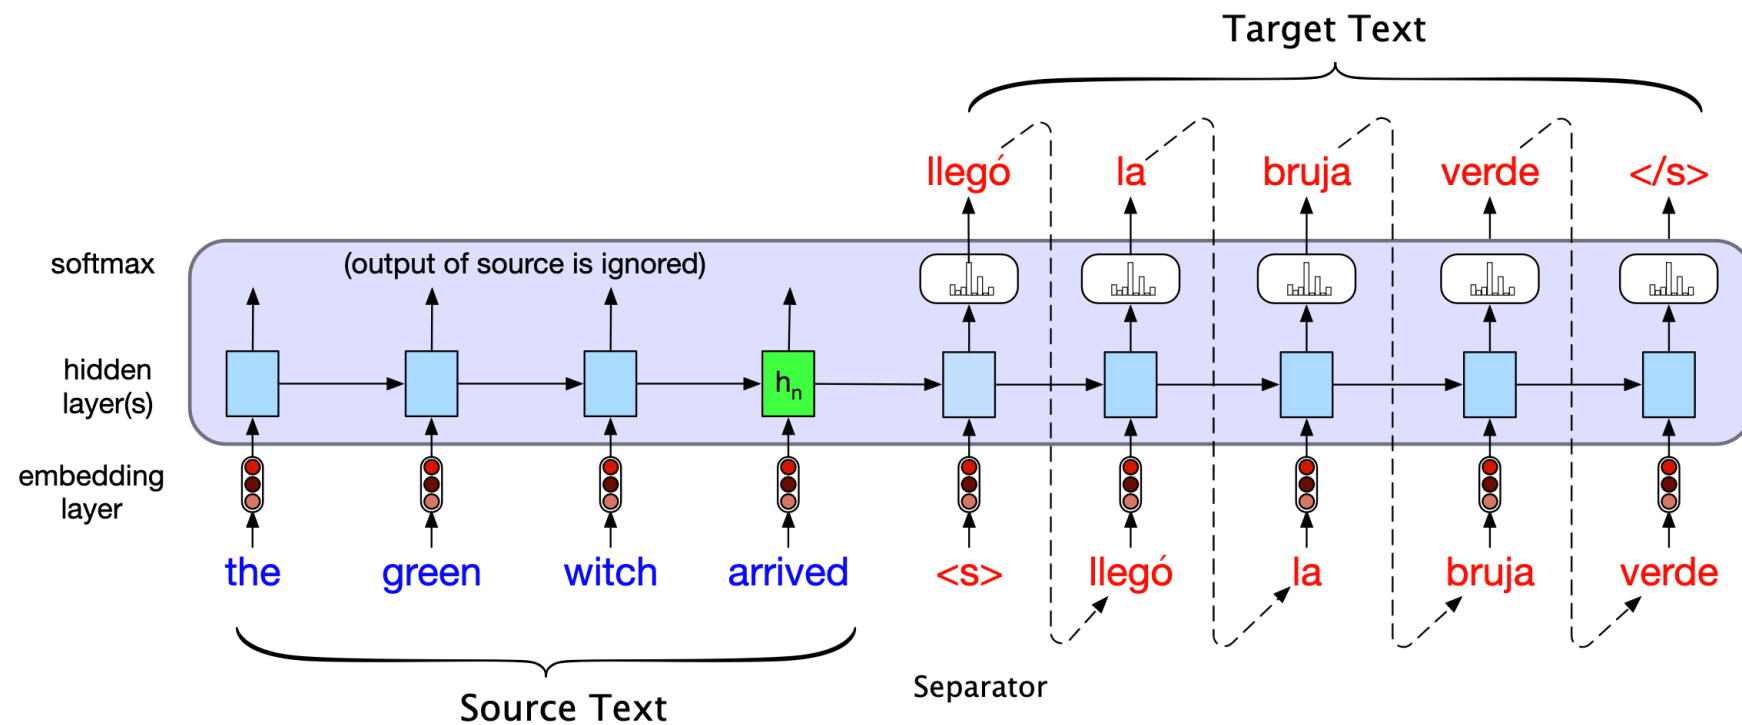 Target Text
llegó la bruja verde </s>
softmax
(output of source is ignored)
hidden
layer(s)
hn
embedding
layer
the green witch arrived <s> llegó la bruja verde
Separator
Source Text